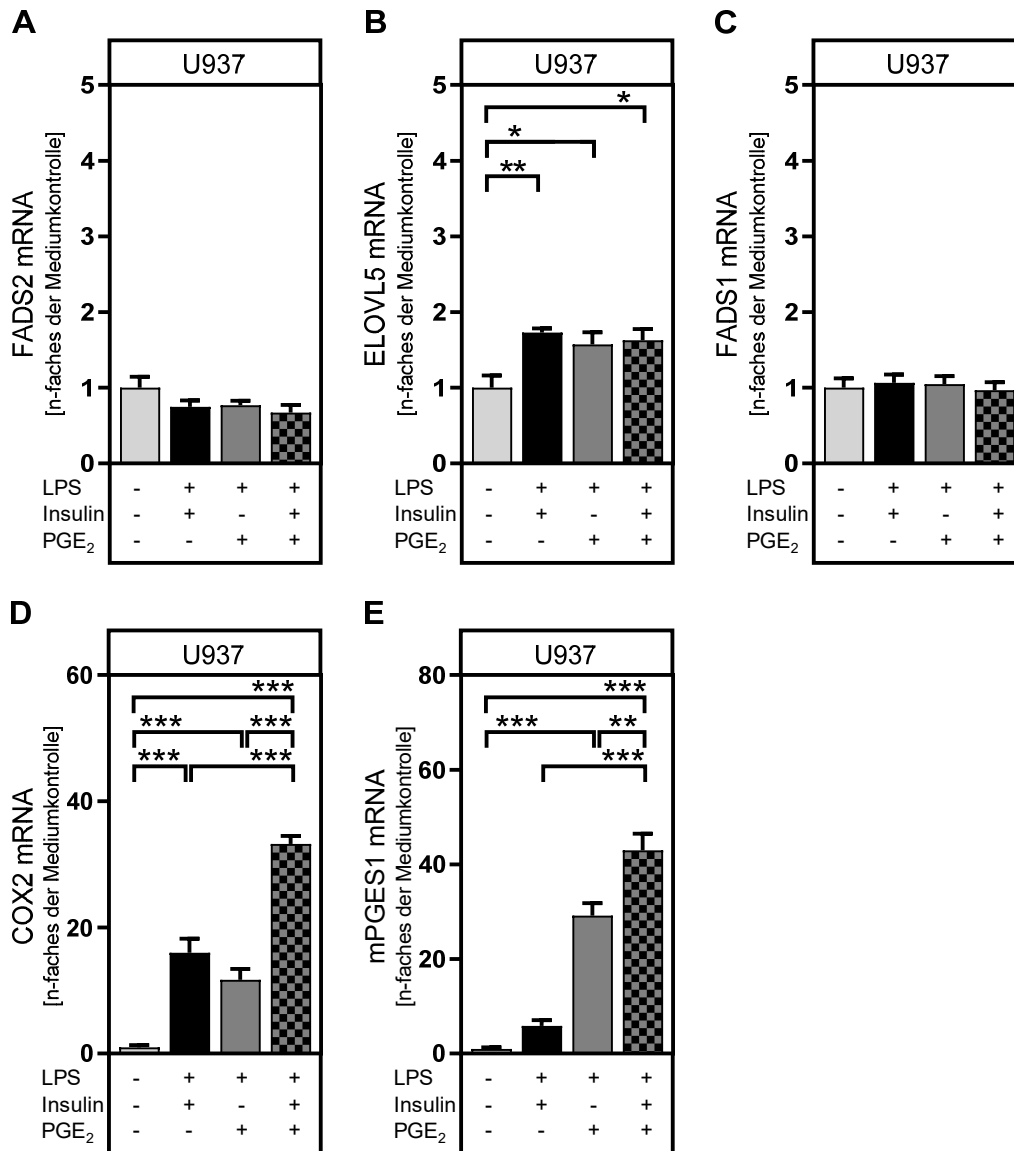 A
U937
FADS2 mRNA
[n-faches der Mediumkontrolle]
5
4
3
2
1
0
LPS - + + +
Insulin - + - +
PGE₂ - - + +
B
U937
ELOVL5 mRNA
[n-faches der Mediumkontrolle]
5
4
3
2
1
0
*
*
**
LPS - + + +
Insulin - + - +
PGE₂ - - + +
C
U937
FADS1 mRNA
[n-faches der Mediumkontrolle]
5
4
3
2
1
0
LPS - + + +
Insulin - + - +
PGE₂ - - + +
D
U937
COX2 mRNA
[n-faches der Mediumkontrolle]
60
40
20
0
***
*** ***
*** ***
LPS - + + +
Insulin - + - +
PGE₂ - - + +
E
U937
mPGES1 mRNA
[n-faches der Mediumkontrolle]
80
60
40
20
0
***
*** **
***
LPS - + + +
Insulin - + - +
PGE₂ - - + +